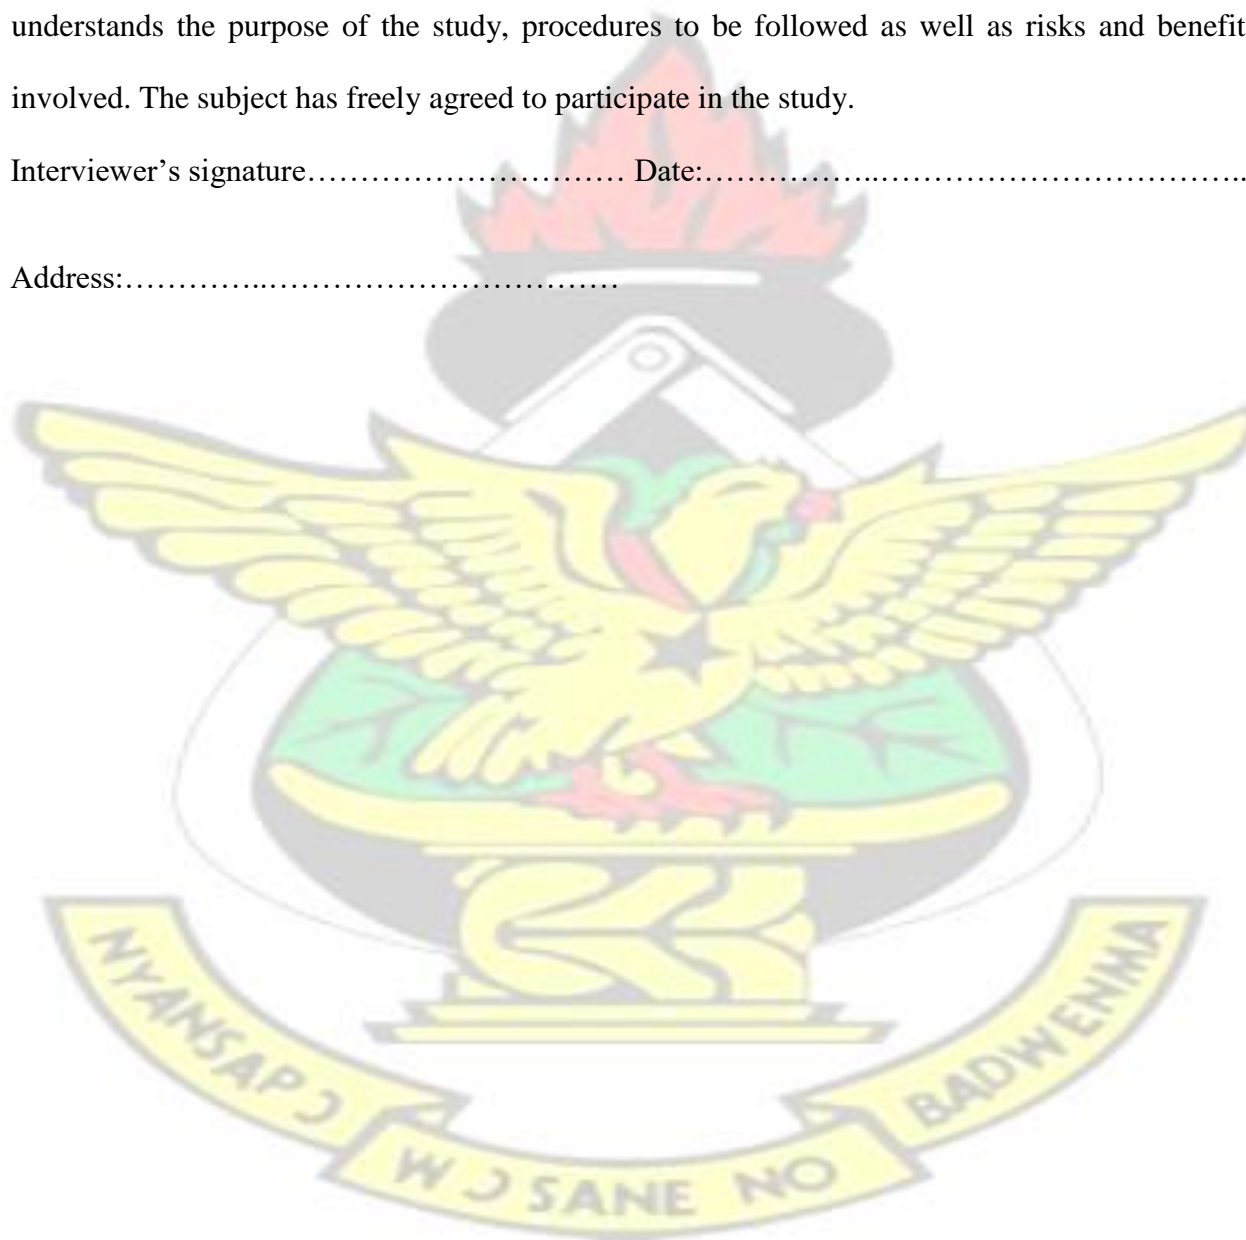 understands the purpose of the study, procedures to be followed as well as risks and benefit
involved. The subject has freely agreed to participate in the study.
Interviewer’s signature………………………… Date:……………..……………………………..
Address:…………..……………………………
NYANSAPƆ
WƆSANE NO
BADWENMA